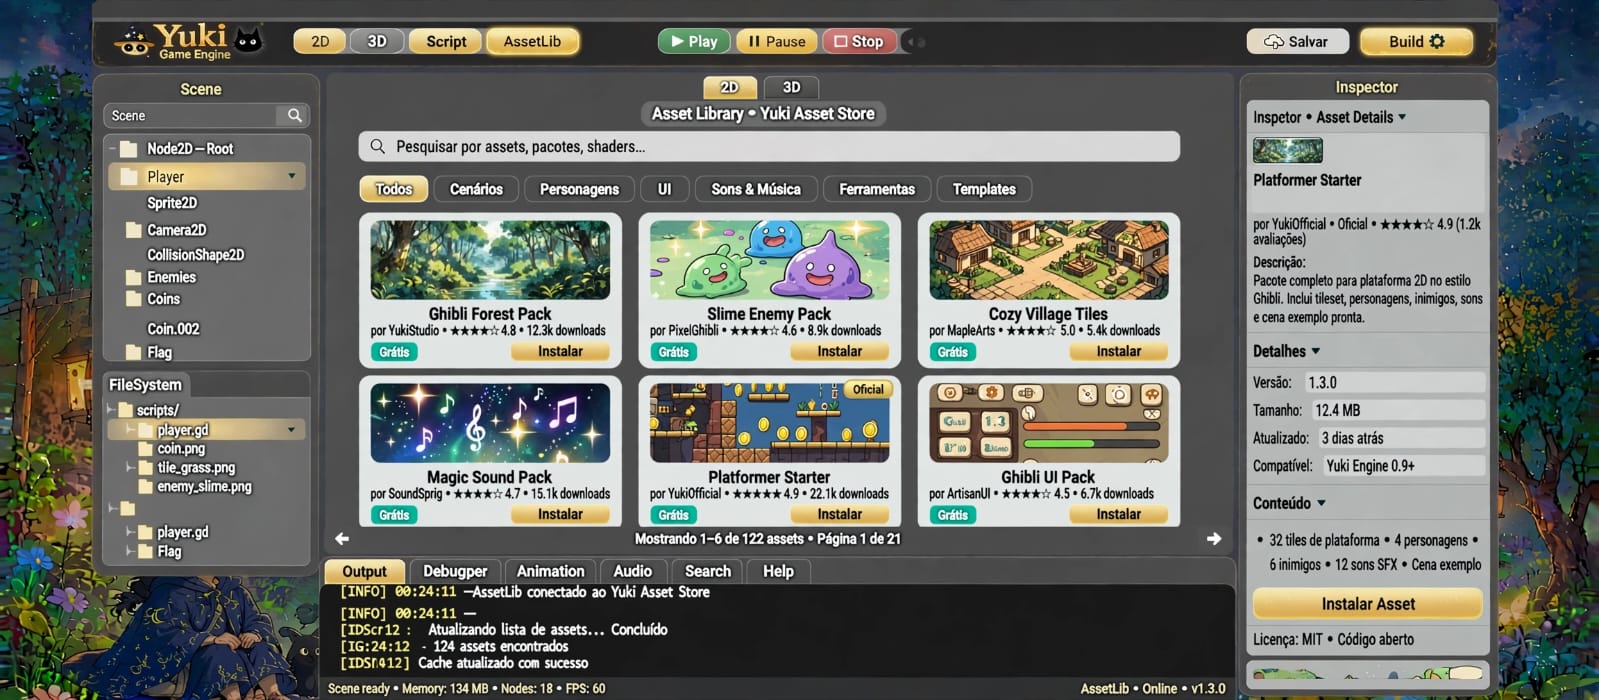 Yuki
Game Engine
2D
3D
Script
AssetLib
Play
Pause
Stop
Salvar
Build
Scene
Scene
Node2D – Root
Player
Sprite2D
Camera2D
CollisionShape2D
Enemies
Coins
Coin.002
Flag
FileSystem
scripts/
player.gd
coin.png
tile_grass.png
enemy_slime.png
player.gd
Flag
2D
3D
Asset Library • Yuki Asset Store
Pesquisar por assets, pacotes, shaders...
Todos
Cenários
Personagens
UI
Sons & Música
Ferramentas
Templates
Ghibli Forest Pack
por YukiStudio • ★★★★☆ 4.8 • 12.3k downloads
Grátis
Instalar
Slime Enemy Pack
por PixelGhibli • ★★★★☆ 4.6 • 8.9k downloads
Grátis
Instalar
Cozy Village Tiles
por MapleArts • ★★★★☆ 5.0 • 5.4k downloads
Grátis
Instalar
Magic Sound Pack
por SoundSprig • ★★★★☆ 4.7 • 15.1k downloads
Grátis
Instalar
Oficial
Platformer Starter
por YukiOfficial • ★★★★★ 4.9 • 22.1k downloads
Grátis
Instalar
1.3
Ghibli UI Pack
por ArtisanUI • ★★★★☆ 4.5 • 6.7k downloads
Grátis
Instalar
Mostrando 1–6 de 122 assets • Página 1 de 21
Output
Debugper
Animation
Audio
Search
Help
[INFO] 00:24:11 —AssetLib conectado ao Yuki Asset Store
[INFO] 00:24:11 —
[IDScr12 : Atualizando lista de assets... Concluído
[IG:24:12 - 124 assets encontrados
Cache atualizado com sucesso
Scene ready • Memory: 134 MB • Nodes: 18 • FPS: 60
AssetLib • Online • v1.3.0
Inspector
Inspetor • Asset Details
Platformer Starter
por YukiOfficial • Oficial • ★★★★☆ 4.9 (1.2k
avaliações)
Descrição:
Pacote completo para plataforma 2D no estilo
Ghibli. Inclui tileset, personagens, inimigos, sons
e cena exemplo pronta.
Detalhes
Versão: 1.3.0
Tamanho: 12.4 MB
Atualizado: 3 dias atrás
Compatível: Yuki Engine 0.9+
Conteúdo
• 32 tiles de plataforma • 4 personagens •
6 inimigos • 12 sons SFX • Cena exemplo
Instalar Asset
Licença: MIT • Código aberto